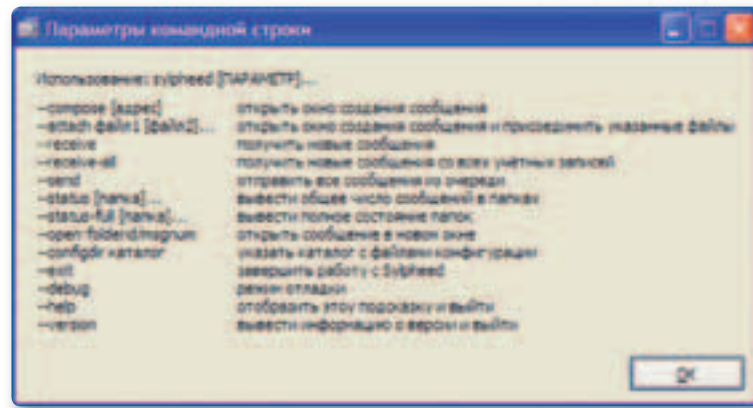 Параметры командной строки
Использование: sylpheed [ПАРАМЕТР]...
--compose [адрес] открыть окно создания сообщения
--attach файл1 [файл2]... открыть окно создания сообщения и присоединить указанные файлы
--receive получить новые сообщения
--receive-all получить новые сообщения со всех учётных записей
--send отправить все сообщения из очереди
--status [папка]... вывести общее число сообщений в папках
--status-full [папка]... вывести полное состояние папок
--open folderid/msgnum открыть сообщение в новом окне
--configdir каталог указать каталог с файлами конфигурации
--exit завершить работу с Sylpheed
--debug режим отладки
--help отобразить этоу подсказку и выйти
--version вывести информацию о версии и выйти
OK